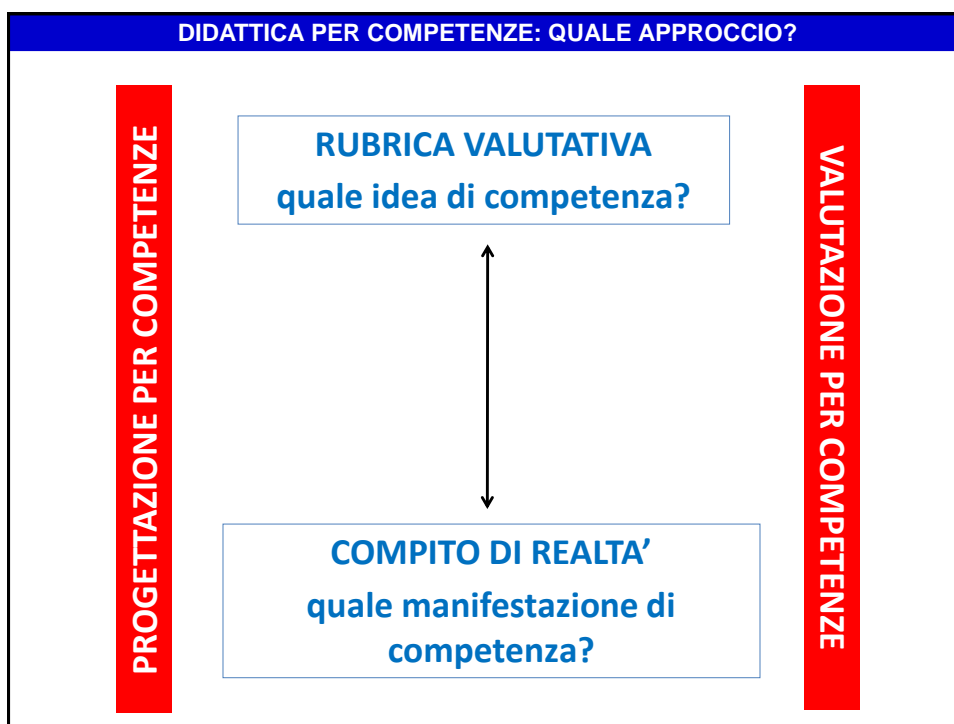 DIDATTICA PER COMPETENZE: QUALE APPROCCIO?
PROGETTAZIONE PER COMPETENZE
RUBRICA VALUTATIVA
quale idea di competenza?
COMPITO DI REALTA’
quale manifestazione di
competenza?
VALUTAZIONE PER COMPETENZE